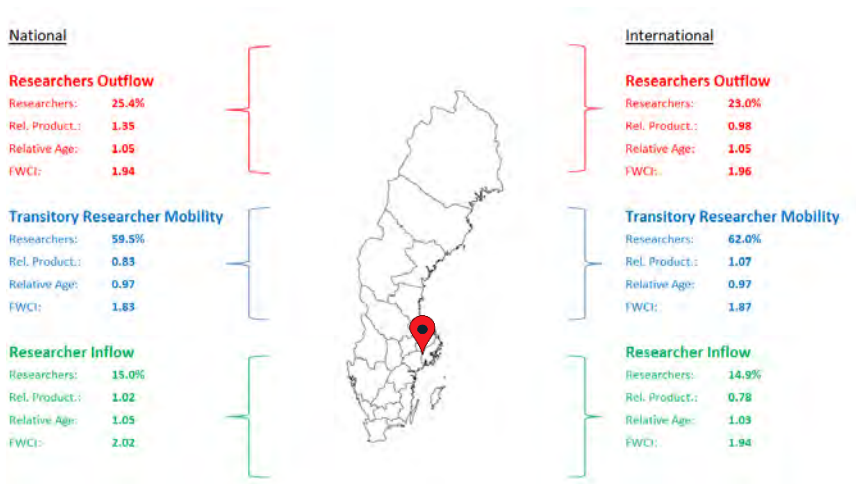 National
Researchers Outflow
Researchers: 25.4%
Rel. Product.: 1.35
Relative Age: 1.05
FWCI: 1.94
Transitory Researcher Mobility
Researchers: 59.5%
Rel. Product.: 0.83
Relative Age: 0.97
FWCI: 1.83
Researcher Inflow
Researchers: 15.0%
Rel. Product.: 1.02
Relative Age: 1.05
FWCI: 2.02
International
Researchers Outflow
Researchers: 23.0%
Rel. Product.: 0.98
Relative Age: 1.05
FWCI: 1.96
Transitory Researcher Mobility
Researchers: 62.0%
Rel. Product.: 1.07
Relative Age: 0.97
FWCI: 1.87
Researcher Inflow
Researchers: 14.9%
Rel. Product.: 0.78
Relative Age: 1.03
FWCI: 1.94